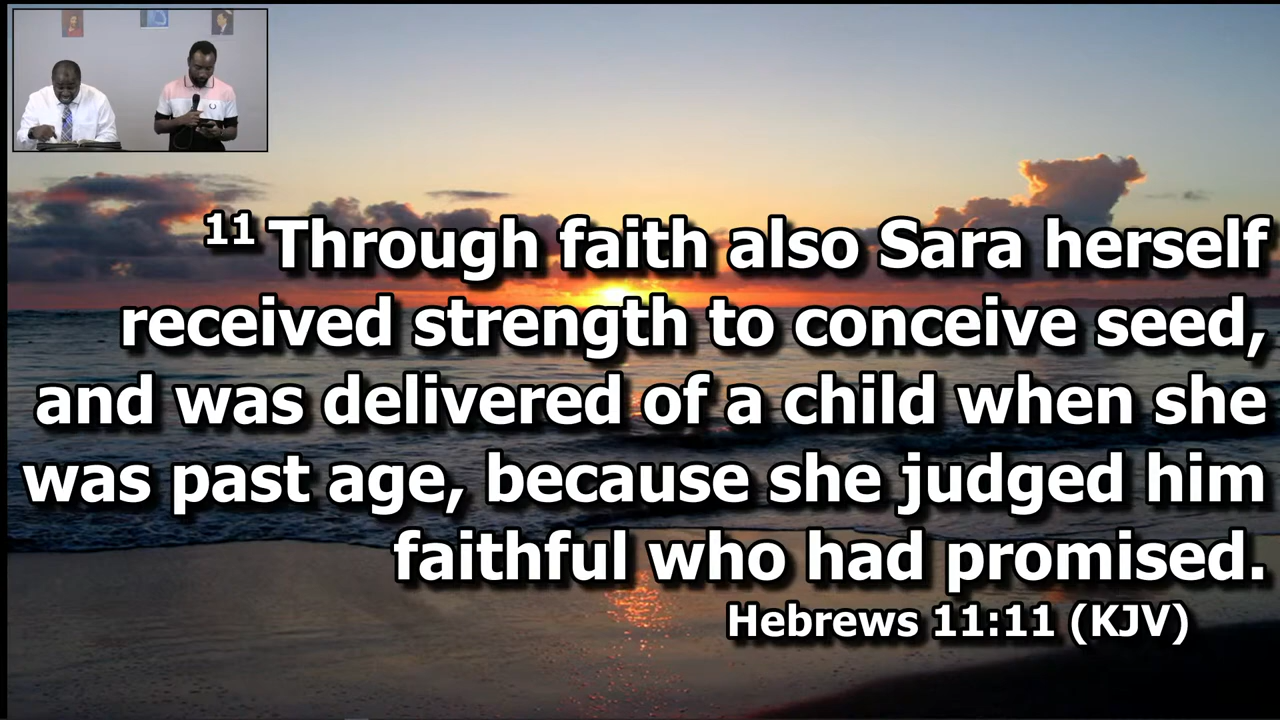 11 Through faith also Sara herself
received strength to conceive seed,
and was delivered of a child when she
was past age, because she judged him
faithful who had promised.
Hebrews 11:11 (KJV)